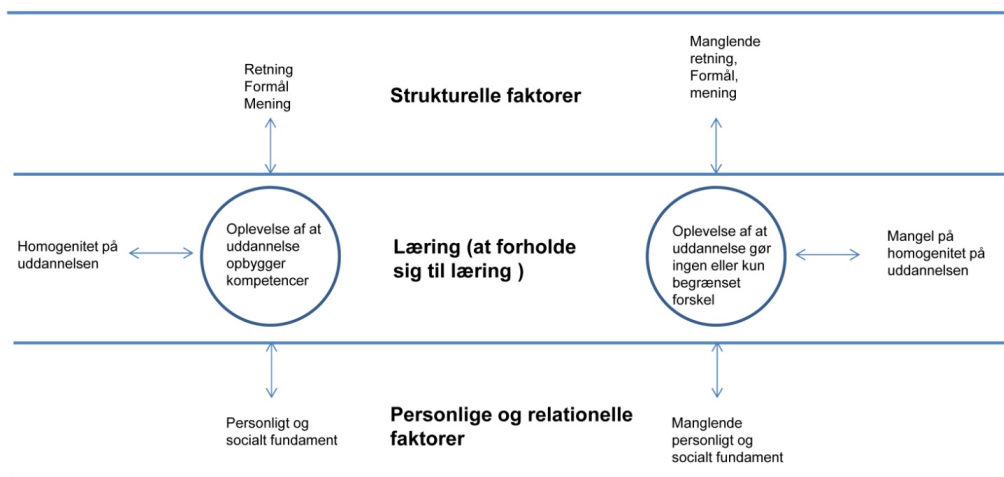 Retning
Formål
Mening
Strukturelle faktorer
Manglende
retning,
Formål,
mening
Homogenitet på
uddannelsen
Oplevelse af at
uddannelse
opbygger
kompetencer
Læring (at forholde
sig til læring )
Oplevelse af at
uddannelse gør
ingen eller kun
begrænset
forskel
Mangel på
homogenitet på
uddannelsen
Personligt og
socialt fundament
Personlige og relationelle
faktorer
Manglende
personligt og
socialt fundament